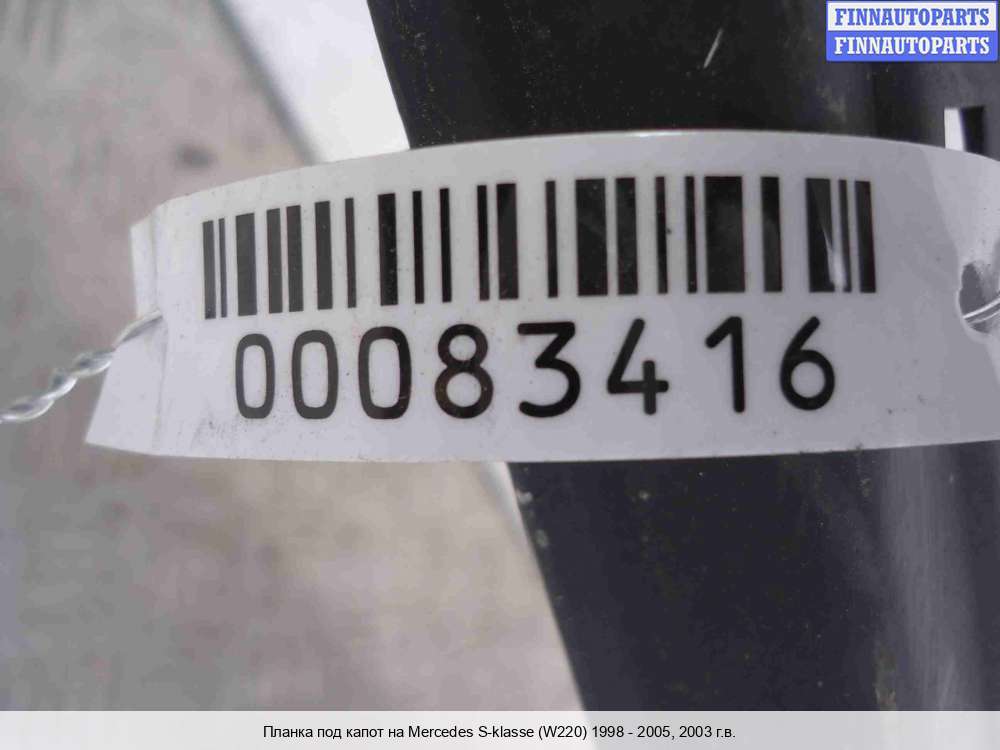 FINNAUTOPARTS
FINNAUTOPARTS
00083416
Планка под капот на Mercedes S-klasse (W220) 1998 - 2005, 2003 г.в.